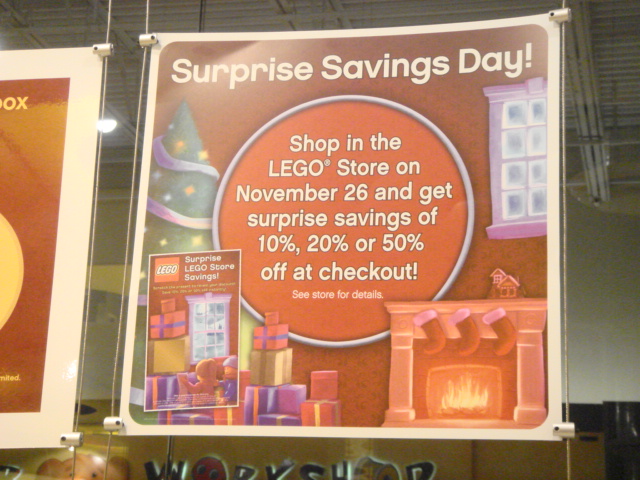 Surprise Savings Day!
Shop in the
LEGO® Store on
November 26 and get
surprise savings of
10%, 20% or 50%
off at checkout!
See store for details.
LEGO
Surprise
LEGO Store
Savings!
WORKSHOP